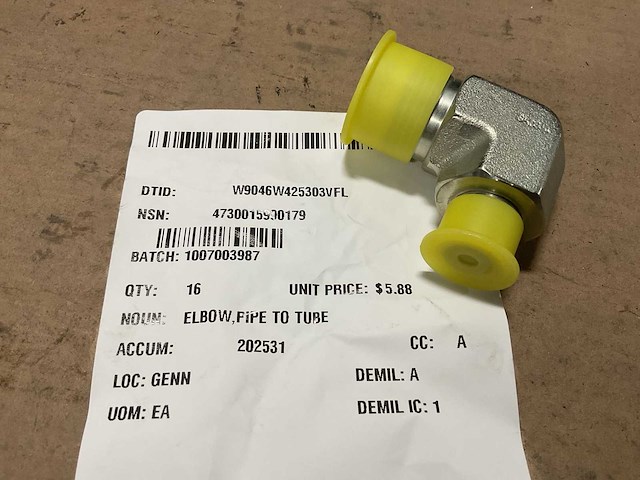 DTID: W9046W425303VFL
NSN: 4730015900179
BATCH: 1007003987
QTY: 16 UNIT PRICE: $5.88
NOUN: ELBOW,PIPE TO TUBE
ACCUM: 202531 CC: A
LOC: GENN DEMIL: A
UOM: EA DEMIL IC: 1